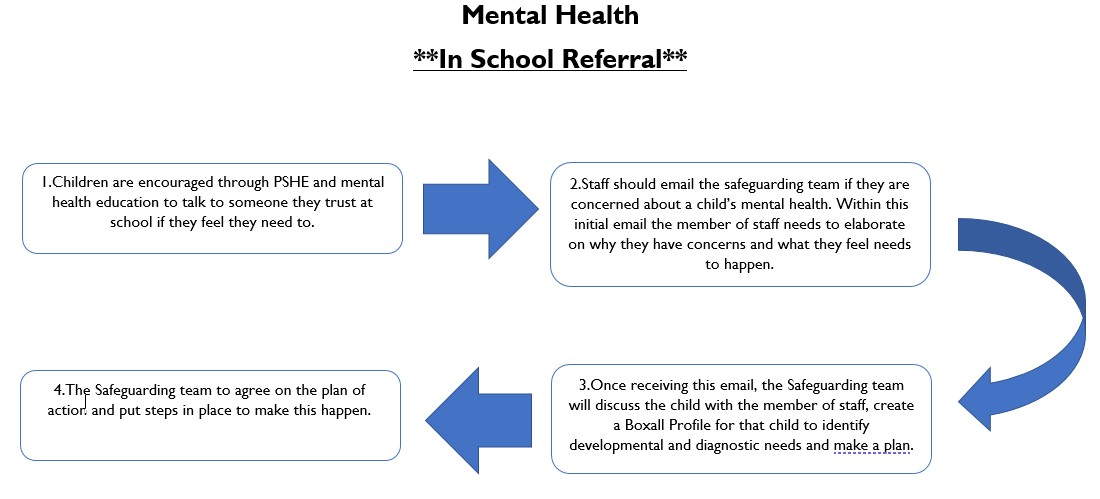 Mental Health
**In School Referral**
1.Children are encouraged through PSHE and mental
health education to talk to someone they trust at
school if they feel they need to.
2.Staff should email the safeguarding team if they are
concerned about a child’s mental health. Within this
initial email the member of staff needs to elaborate
on why they have concerns and what they feel needs
to happen.
3.Once receiving this email, the Safeguarding team
will discuss the child with the member of staff, create
a Boxall Profile for that child to identify
developmental and diagnostic needs and make a plan.
4.The Safeguarding team to agree on the plan of
action and put steps in place to make this happen.